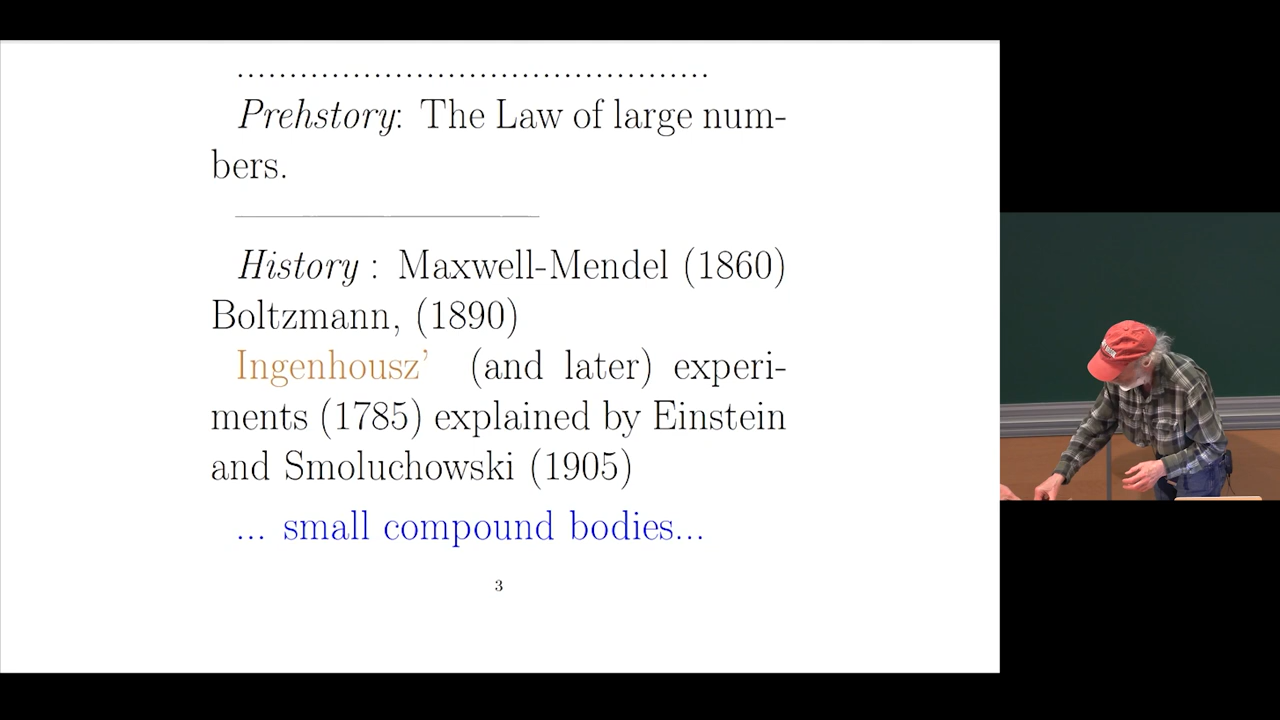 .............................................
Prehstory: The Law of large num-
bers.
History : Maxwell-Mendel (1860)
Boltzmann, (1890)
Ingenhousz' (and later) experi-
ments (1785) explained by Einstein
and Smoluchowski (1905)
... small compound bodies...
3